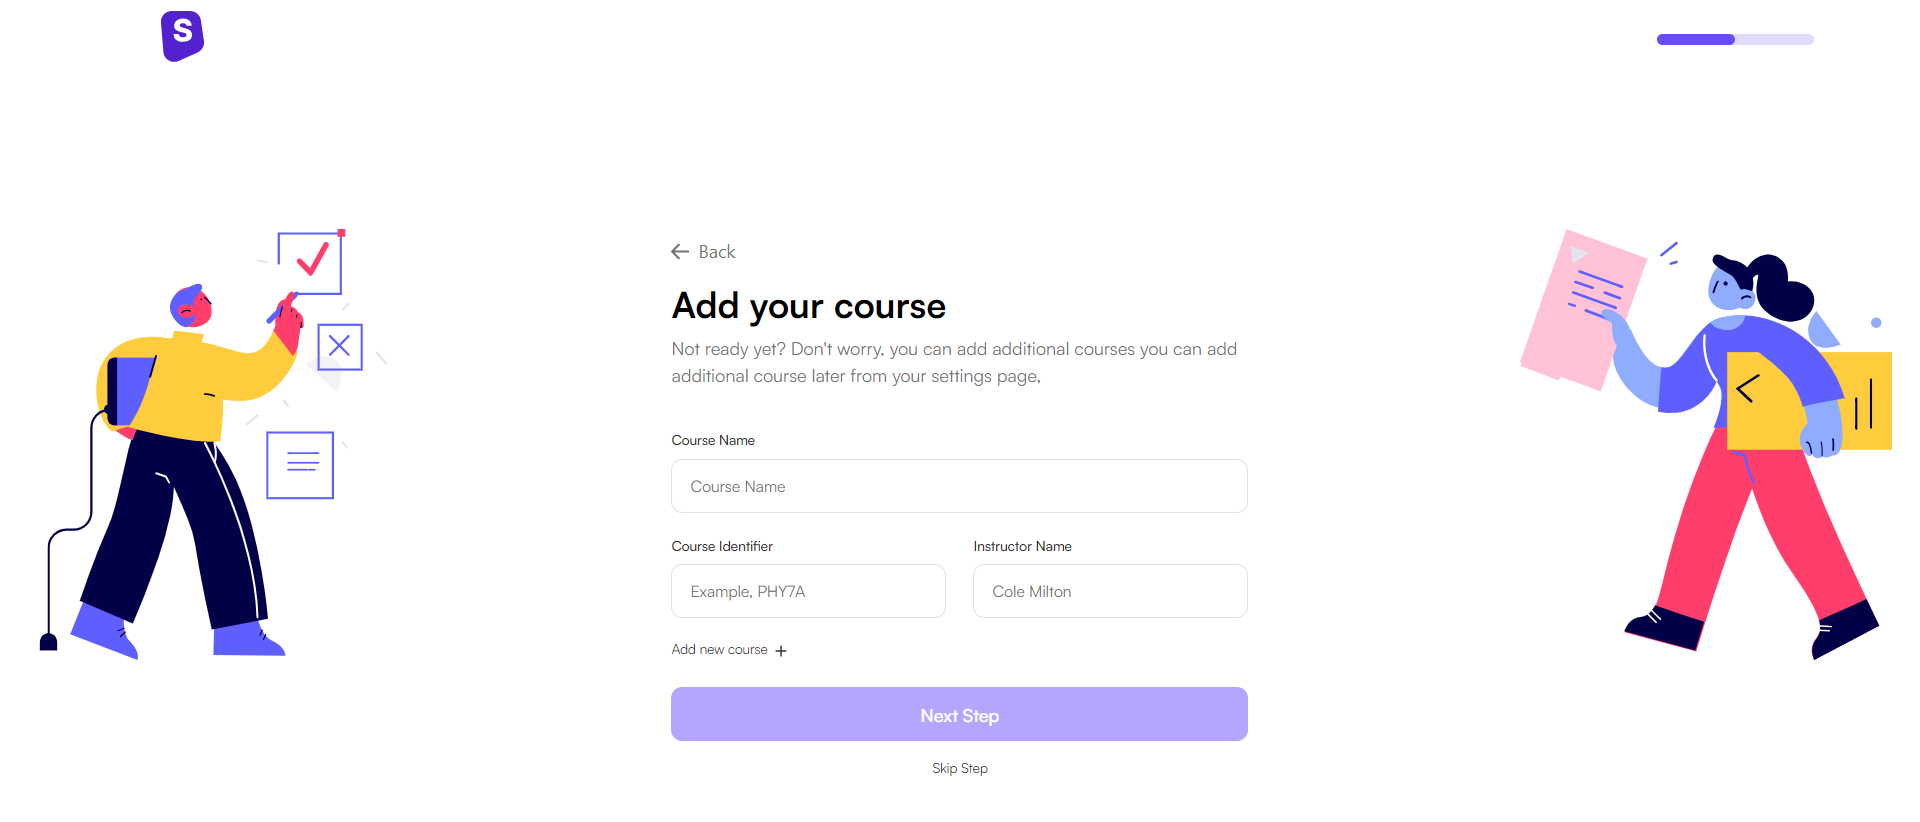 S
Back
Add your course
Not ready yet? Don't worry, you can add additional courses you can add
additional course later from your settings page,
Course Name
Course Name
Course Identifier
Instructor Name
Example, PHY7A
Cole Milton
Add new course +
Next Step
Skip Step